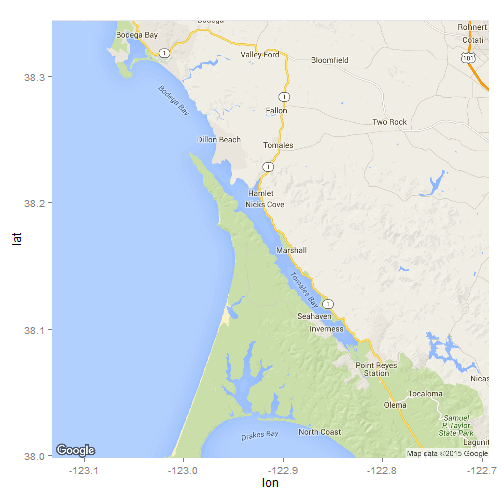 Bodega
Bodega Bay
Rohnert
Cotati
1
Valley Ford
Bloomfield
101
38.3
Bodega Bay
1
Fallon
Two Rock
Dillon Beach
Tomales
1
38.2
Hamlet
Nicks Cove
lat
Marshall
Tomales Bay
1
Seahaven
Inverness
38.1
Point Reyes
Station
Nicas
Tocaloma
Olema
Samuel
P. Taylor
State Park
Drakes Bay
North Coast
Lagunit
38.0
Google
Map data ©2015 Google
-123.1
-123.0
-122.9
-122.8
-122.7
lon